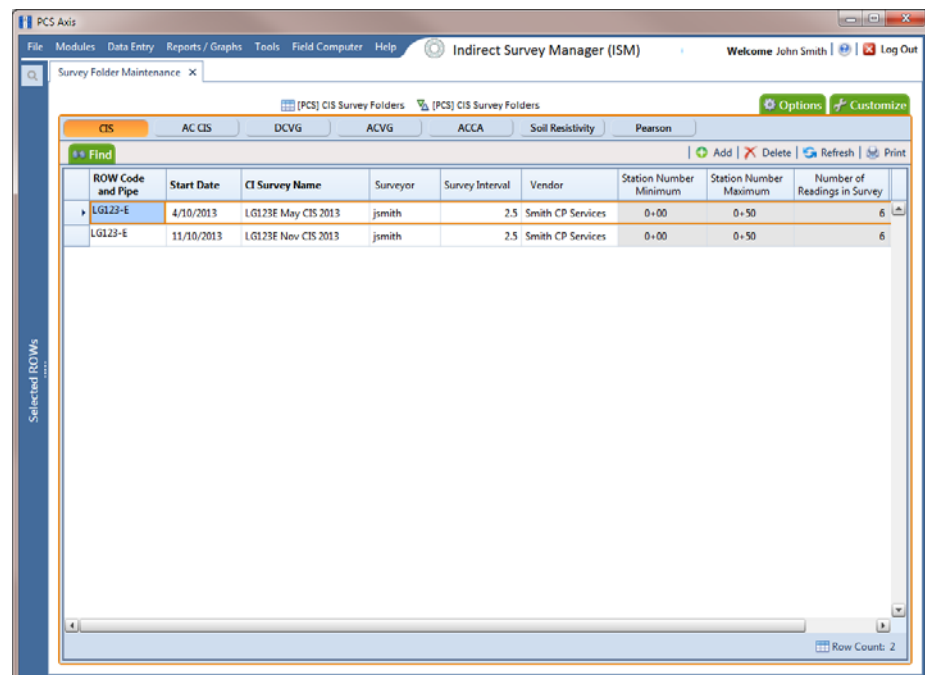 PCS Axis
File Modules Data Entry Reports / Graphs Tools Field Computer Help Indirect Survey Manager (ISM) Welcome John Smith Log Out
Survey Folder Maintenance X
[PCS] CIS Survey Folders [PCS] CIS Survey Folders Options Customize
CIS AC CIS DCVG ACVG ACCA Soil Resistivity Pearson
Find Add Delete Refresh Print
ROW Code and Pipe Start Date CI Survey Name Surveyor Survey Interval Vendor Station Number Minimum Station Number Maximum Number of Readings in Survey
LG123-E 4/10/2013 LG123E May CIS 2013 jsmith 2.5 Smith CP Services 0+00 0+50 6
LG123-E 11/10/2013 LG123E Nov CIS 2013 jsmith 2.5 Smith CP Services 0+00 0+50 6
Selected ROWs
Row Count: 2